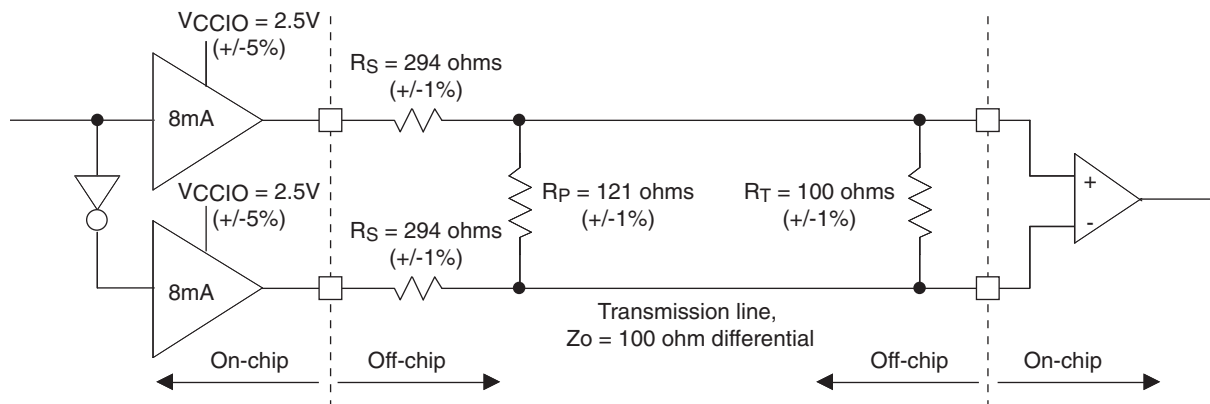 VCCIO = 2.5V
(+/-5%)
8mA
RS = 294 ohms
(+/-1%)
VCCIO = 2.5V
(+/-5%)
8mA
RS = 294 ohms
(+/-1%)
RP = 121 ohms
(+/-1%)
RT = 100 ohms
(+/-1%)
+
-
Transmission line,
Zo = 100 ohm differential
On-chip
Off-chip
Off-chip
On-chip